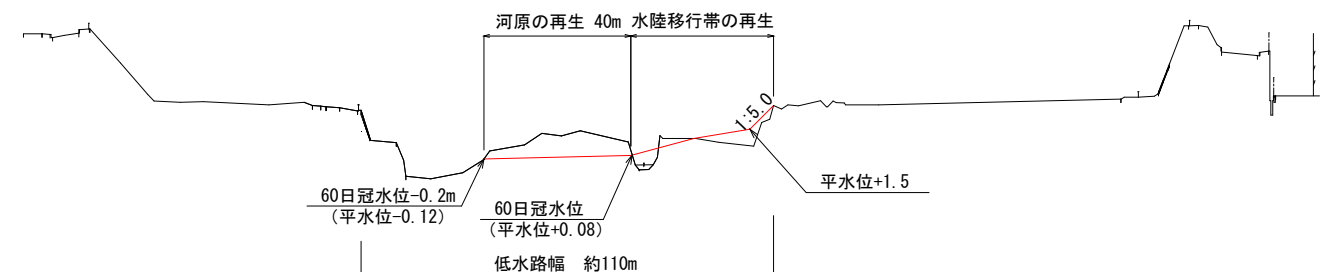 河原の再生 40m 水陸移行帯の再生
1:5.0
60日冠水位-0.2m
(平水位-0.12)
60日冠水位
(平水位+0.08)
平水位+1.5
低水路幅 約110m